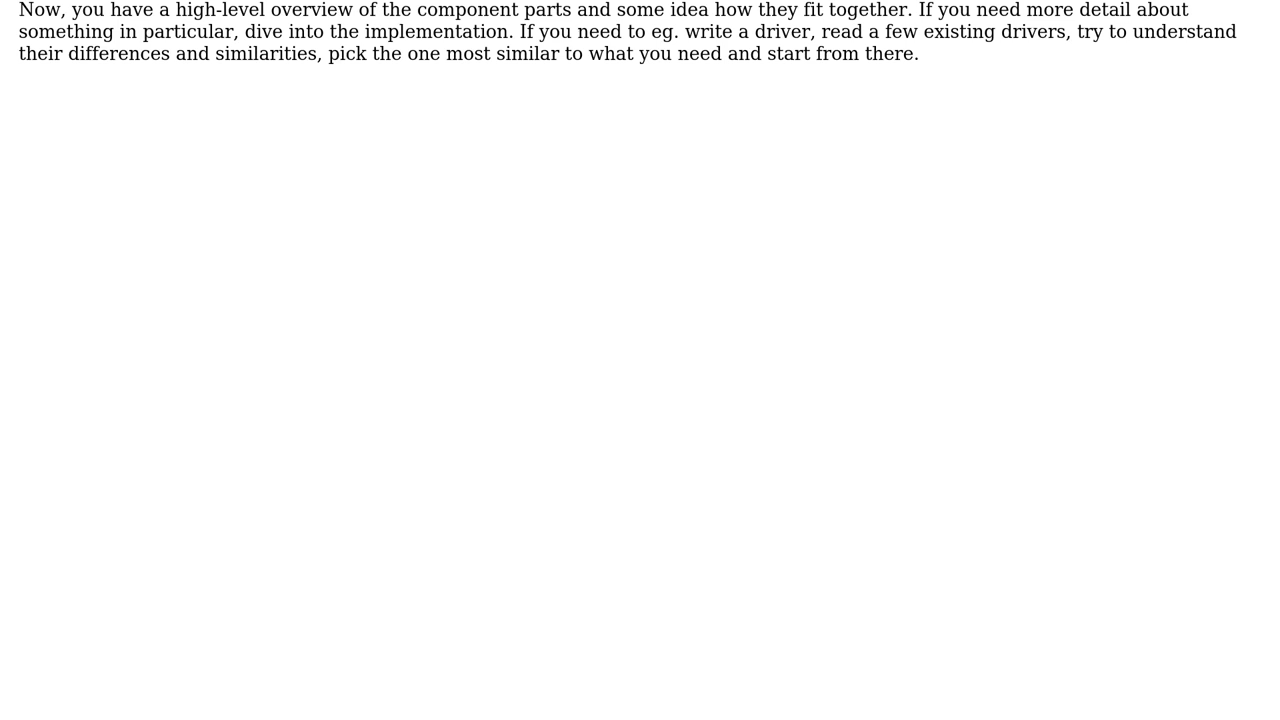 Now, you have a high-level overview of the component parts and some idea how they fit together. If you need more detail about
something in particular, dive into the implementation. If you need to eg. write a driver, read a few existing drivers, try to understand
their differences and similarities, pick the one most similar to what you need and start from there.